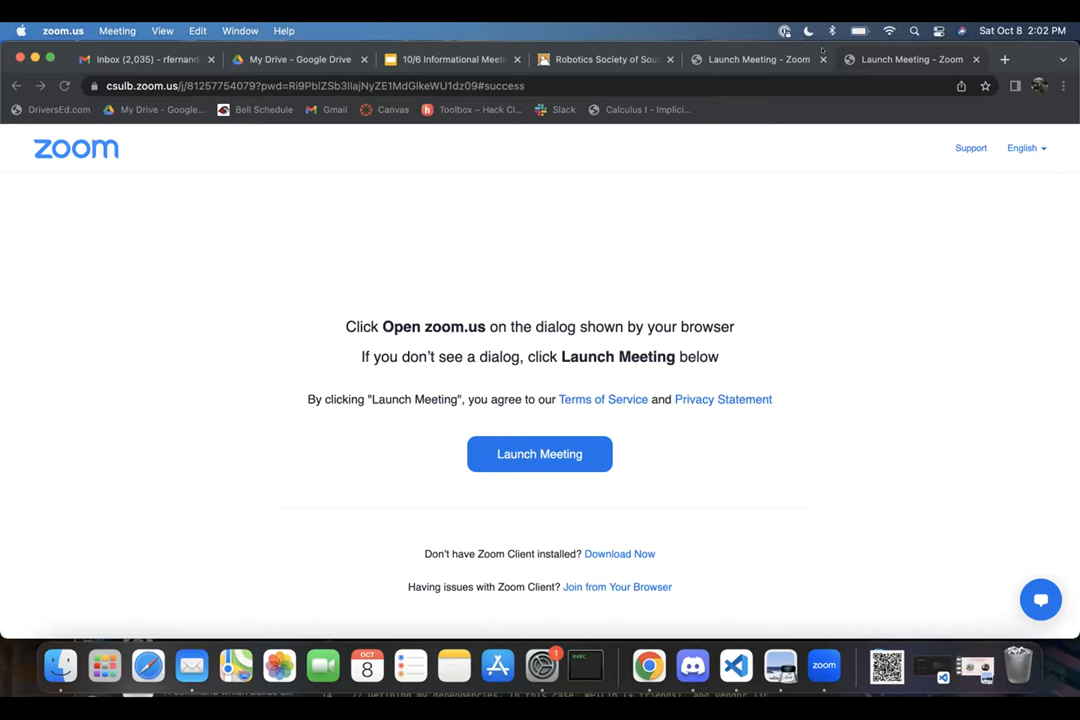 zoom.us Meeting View Edit Window Help Sat Oct 8 2:02 PM
Inbox (2,035) - rfernand My Drive - Google Drive 10/6 Informational Meeti Robotics Society of Sout Launch Meeting - Zoom Launch Meeting - Zoom
csulb.zoom.us/j/81257754079?pwd=Ri9PblZSb3IIajNyZE1MdGlkeWU1dz09#success
DriversEd.com My Drive - Google... Bell Schedule Gmail Canvas Toolbox – Hack Cl... Slack Calculus I - Implici...
zoom Support English
Click Open zoom.us on the dialog shown by your browser
If you don't see a dialog, click Launch Meeting below
By clicking "Launch Meeting", you agree to our Terms of Service and Privacy Statement
Launch Meeting
Don't have Zoom Client installed? Download Now
Having issues with Zoom Client? Join from Your Browser
OCT
8
1
exec
zoom